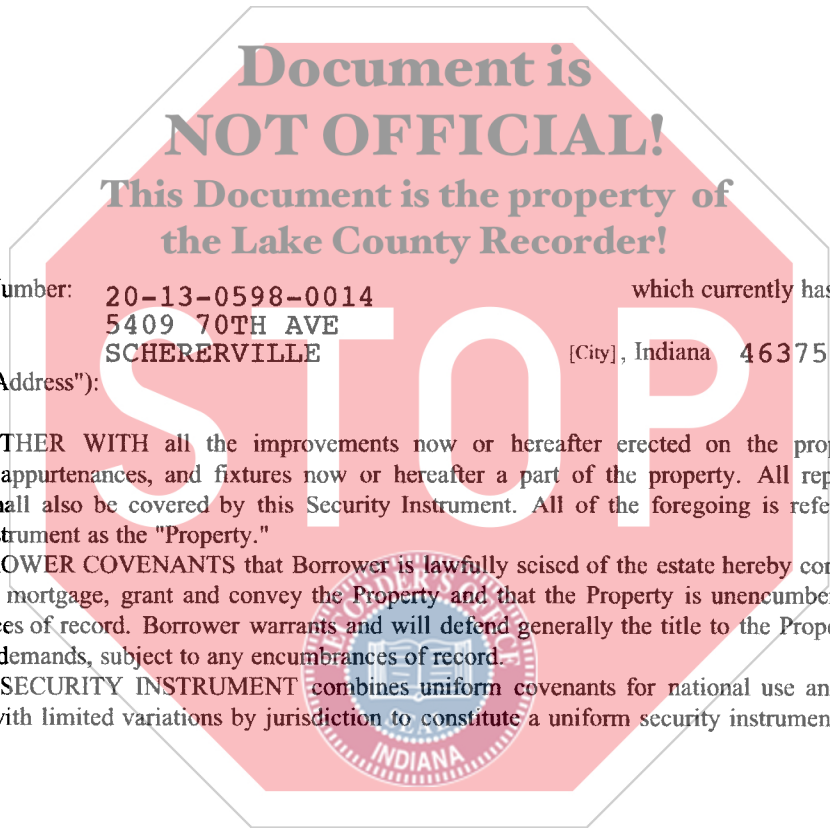 Document is
NOT OFFICIAL!
This Document is the property of
the Lake County Recorder!
umber: 20-13-0598-0014 which currently has
5409 70TH AVE
SCHERERVILLE [City], Indiana 46375
Address"):
STOP
THER WITH all the improvements now or hereafter erected on the prop
appurtenances, and fixtures now or hereafter a part of the property. All rep
all also be covered by this Security Instrument. All of the foregoing is refe
trument as the "Property."
OWER COVENANTS that Borrower is lawfully seised of the estate hereby con
mortgage, grant and convey the Property and that the Property is unencumber
ces of record. Borrower warrants and will defend generally the title to the Prope
demands, subject to any encumbrances of record.
SECURITY INSTRUMENT combines uniform covenants for national use an
with limited variations by jurisdiction to constitute a uniform security instrumen
RECORDER'S OFFICE
SEAL
INDIANA